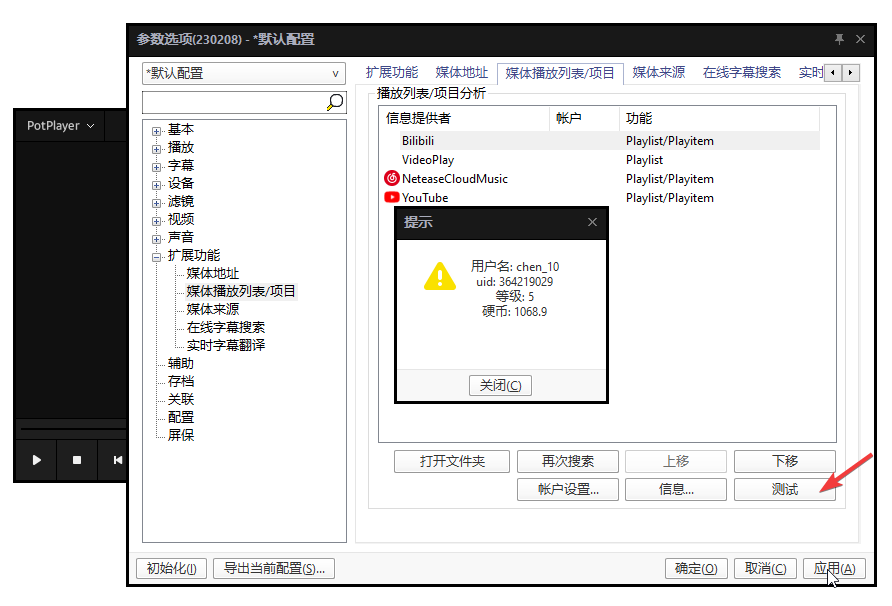 参数选项(230208) - *默认配置
*默认配置
扩展功能 媒体地址 媒体播放列表/项目 媒体来源 在线字幕搜索 实时
播放列表/项目分析
信息提供者 帐户 功能
Bilibili Playlist/Playitem
VideoPlay Playlist
NeteaseCloudMusic Playlist/Playitem
YouTube Playlist/Playitem
PotPlayer
基本
播放
字幕
设备
滤镜
视频
声音
扩展功能
媒体地址
媒体播放列表/项目
媒体来源
在线字幕搜索
实时字幕翻译
辅助
存档
关联
配置
屏保
提示
用户名: chen_10
uid: 364219029
等级: 5
硬币: 1068.9
关闭(C)
打开文件夹 再次搜索 上移 下移
帐户设置... 信息... 测试
初始化(I) 导出当前配置(S)... 确定(O) 取消(C) 应用(A)